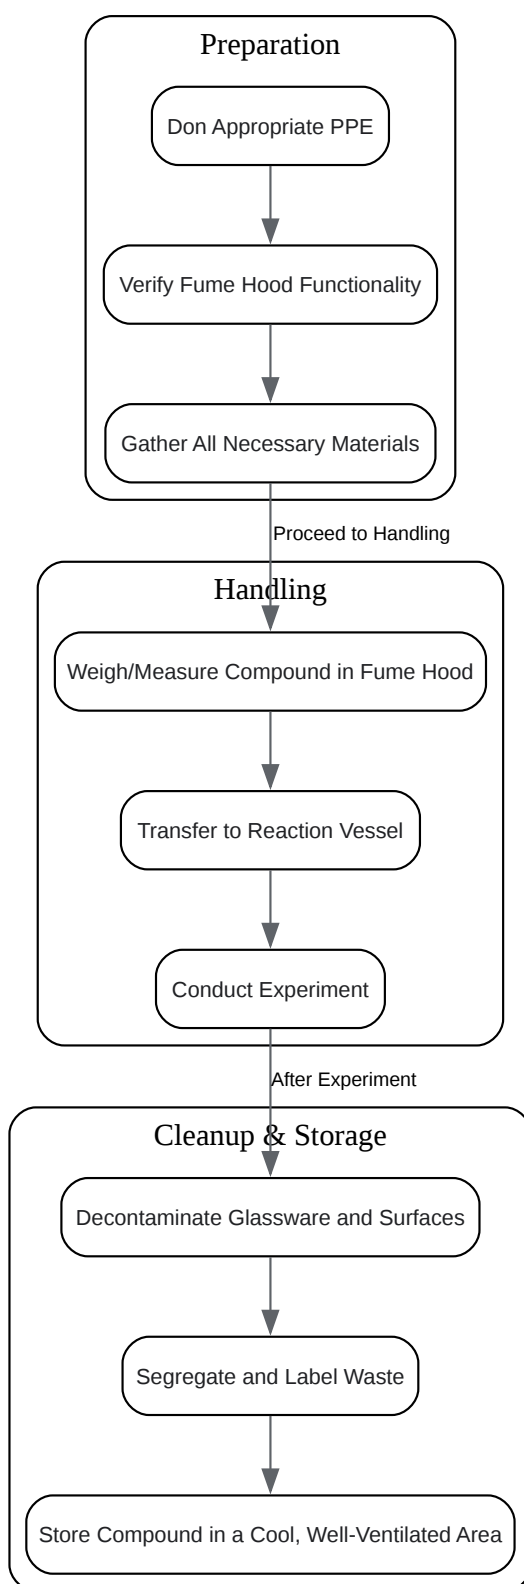 Preparation
Don Appropriate PPE
Verify Fume Hood Functionality
Gather All Necessary Materials
Proceed to Handling
Handling
Weigh/Measure Compound in Fume Hood
Transfer to Reaction Vessel
Conduct Experiment
After Experiment
Cleanup & Storage
Decontaminate Glassware and Surfaces
Segregate and Label Waste
Store Compound in a Cool, Well-Ventilated Area